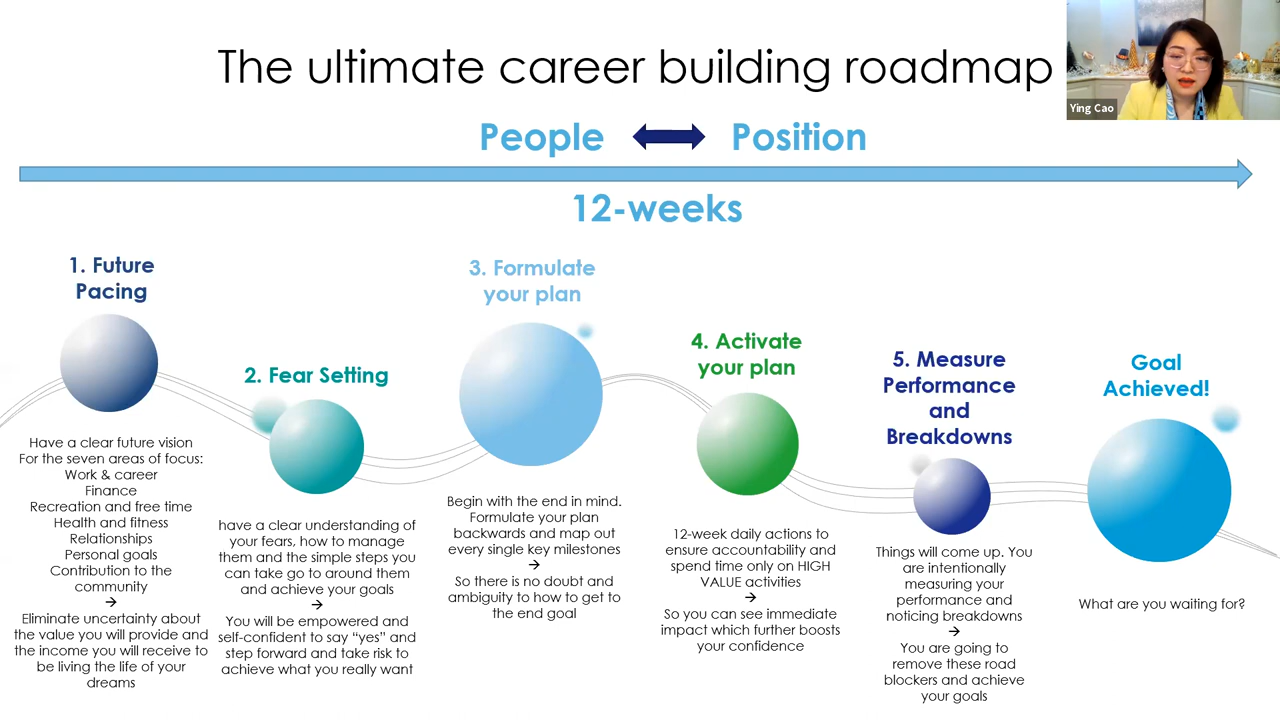 The ultimate career building roadmap
Ying Cao
People
Position
12-weeks
1. Future
Pacing
Have a clear future vision
For the seven areas of focus:
Work & career
Finance
Recreation and free time
Health and fitness
Relationships
Personal goals
Contribution to the
community
→
Eliminate uncertainty about
the value you will provide and
the income you will receive to
be living the life of your
dreams
2. Fear Setting
have a clear understanding of
your fears, how to manage
them and the simple steps you
can take go to around them
and achieve your goals
→
You will be empowered and
self-confident to say “yes” and
step forward and take risk to
achieve what you really want
3. Formulate
your plan
Begin with the end in mind.
Formulate your plan
backwards and map out
every single key milestones
→
So there is no doubt and
ambiguity to how to get to
the end goal
4. Activate
your plan
12-week daily actions to
ensure accountability and
spend time only on HIGH
VALUE activities
→
So you can see immediate
impact which further boosts
your confidence
5. Measure
Performance
and
Breakdowns
Things will come up. You
are intentionally
measuring your
performance and
noticing breakdowns
→
You are going to
remove these road
blockers and achieve
your goals
Goal
Achieved!
What are you waiting for?